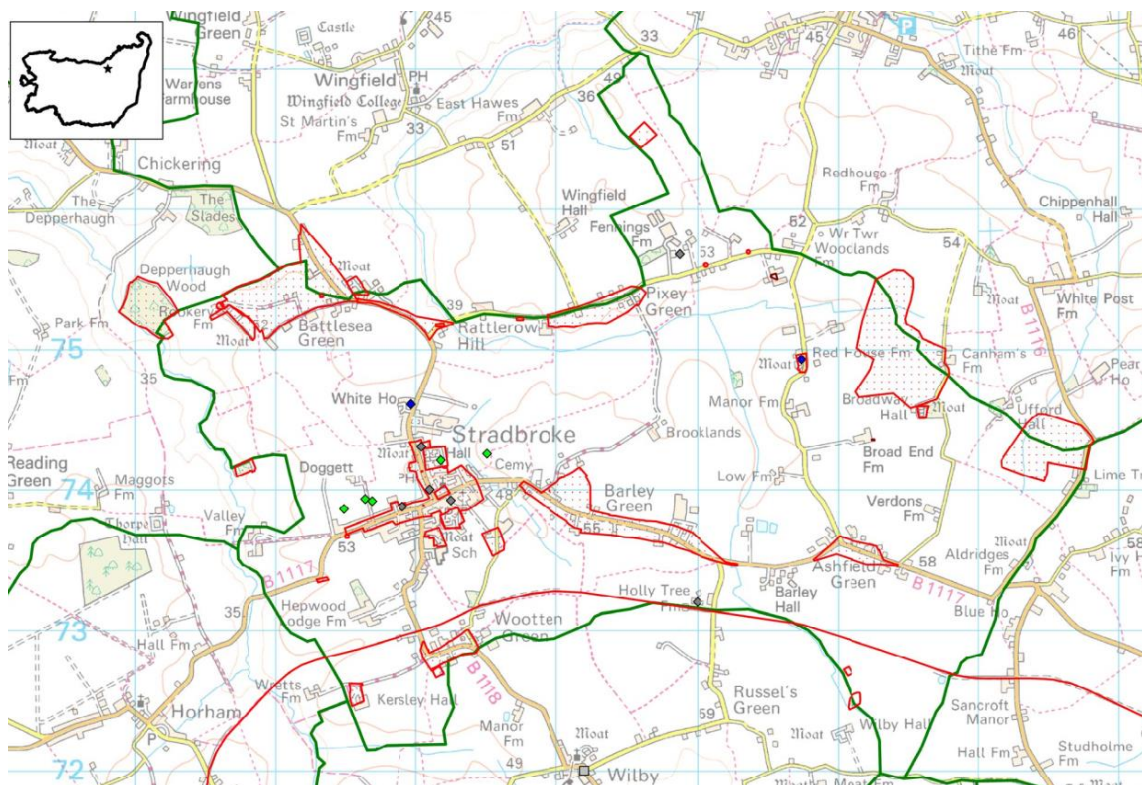 Wingfield
Green
Castle
45
33
45
46
Tithe Fm
Moat
Warrens
Farmhouse
Wingfield
PH
Wingfield College
East Hawes
Fm
St Martin's
Fm
33
36
51
Moat
Chickering
The
Depperhaugh
The
Slades
Wingfield
Hall
Fennings
Fm
53
52
Redhouse
Fm
Wr Twr
Woodlands
Fm
54
Chippenhall
Hall
Moat
White Post
Fm
B 1116
Depperhaugh
Wood
Moat
Rookery
Fm
Moat
Battlesea
Green
39
Rattlerow
Hill
Pixey
Green
Park Fm
75
35
Moat
Red House Fm
Canham's
Fm
Pear
Ho
Manor Fm
Broadway
Hall
Moat
Ufford
Hall
White Ho
Stradbroke
Moat
Hall
Brooklands
Reading
Green
Doggett
Cemy
Low Fm
Broad End
Fm
74
Maggots
Fm
PH
48
Barley
Green
Lime
Thorpe
Hall
Valley
Fm
53
Moat
Sch
55
Verdons
Fm
Moat
58
B 1117
Ashfield
Green
58
Aldridges
Fm
B 1117
Barley
Hall
Blue Ho
35
Hepwood
Lodge Fm
Holly Tree
Fm
73
Hall Fm
Wootten
Green
Wretts
Fm
B 1118
Horham
P
Kersley Hall
Russel's
Green
Manor
Fm
59
Wilby Hall
Sancroft
Manor
Moat
Moat
Hall Fm
Studholme
72
49
Wilby
Moat Fm